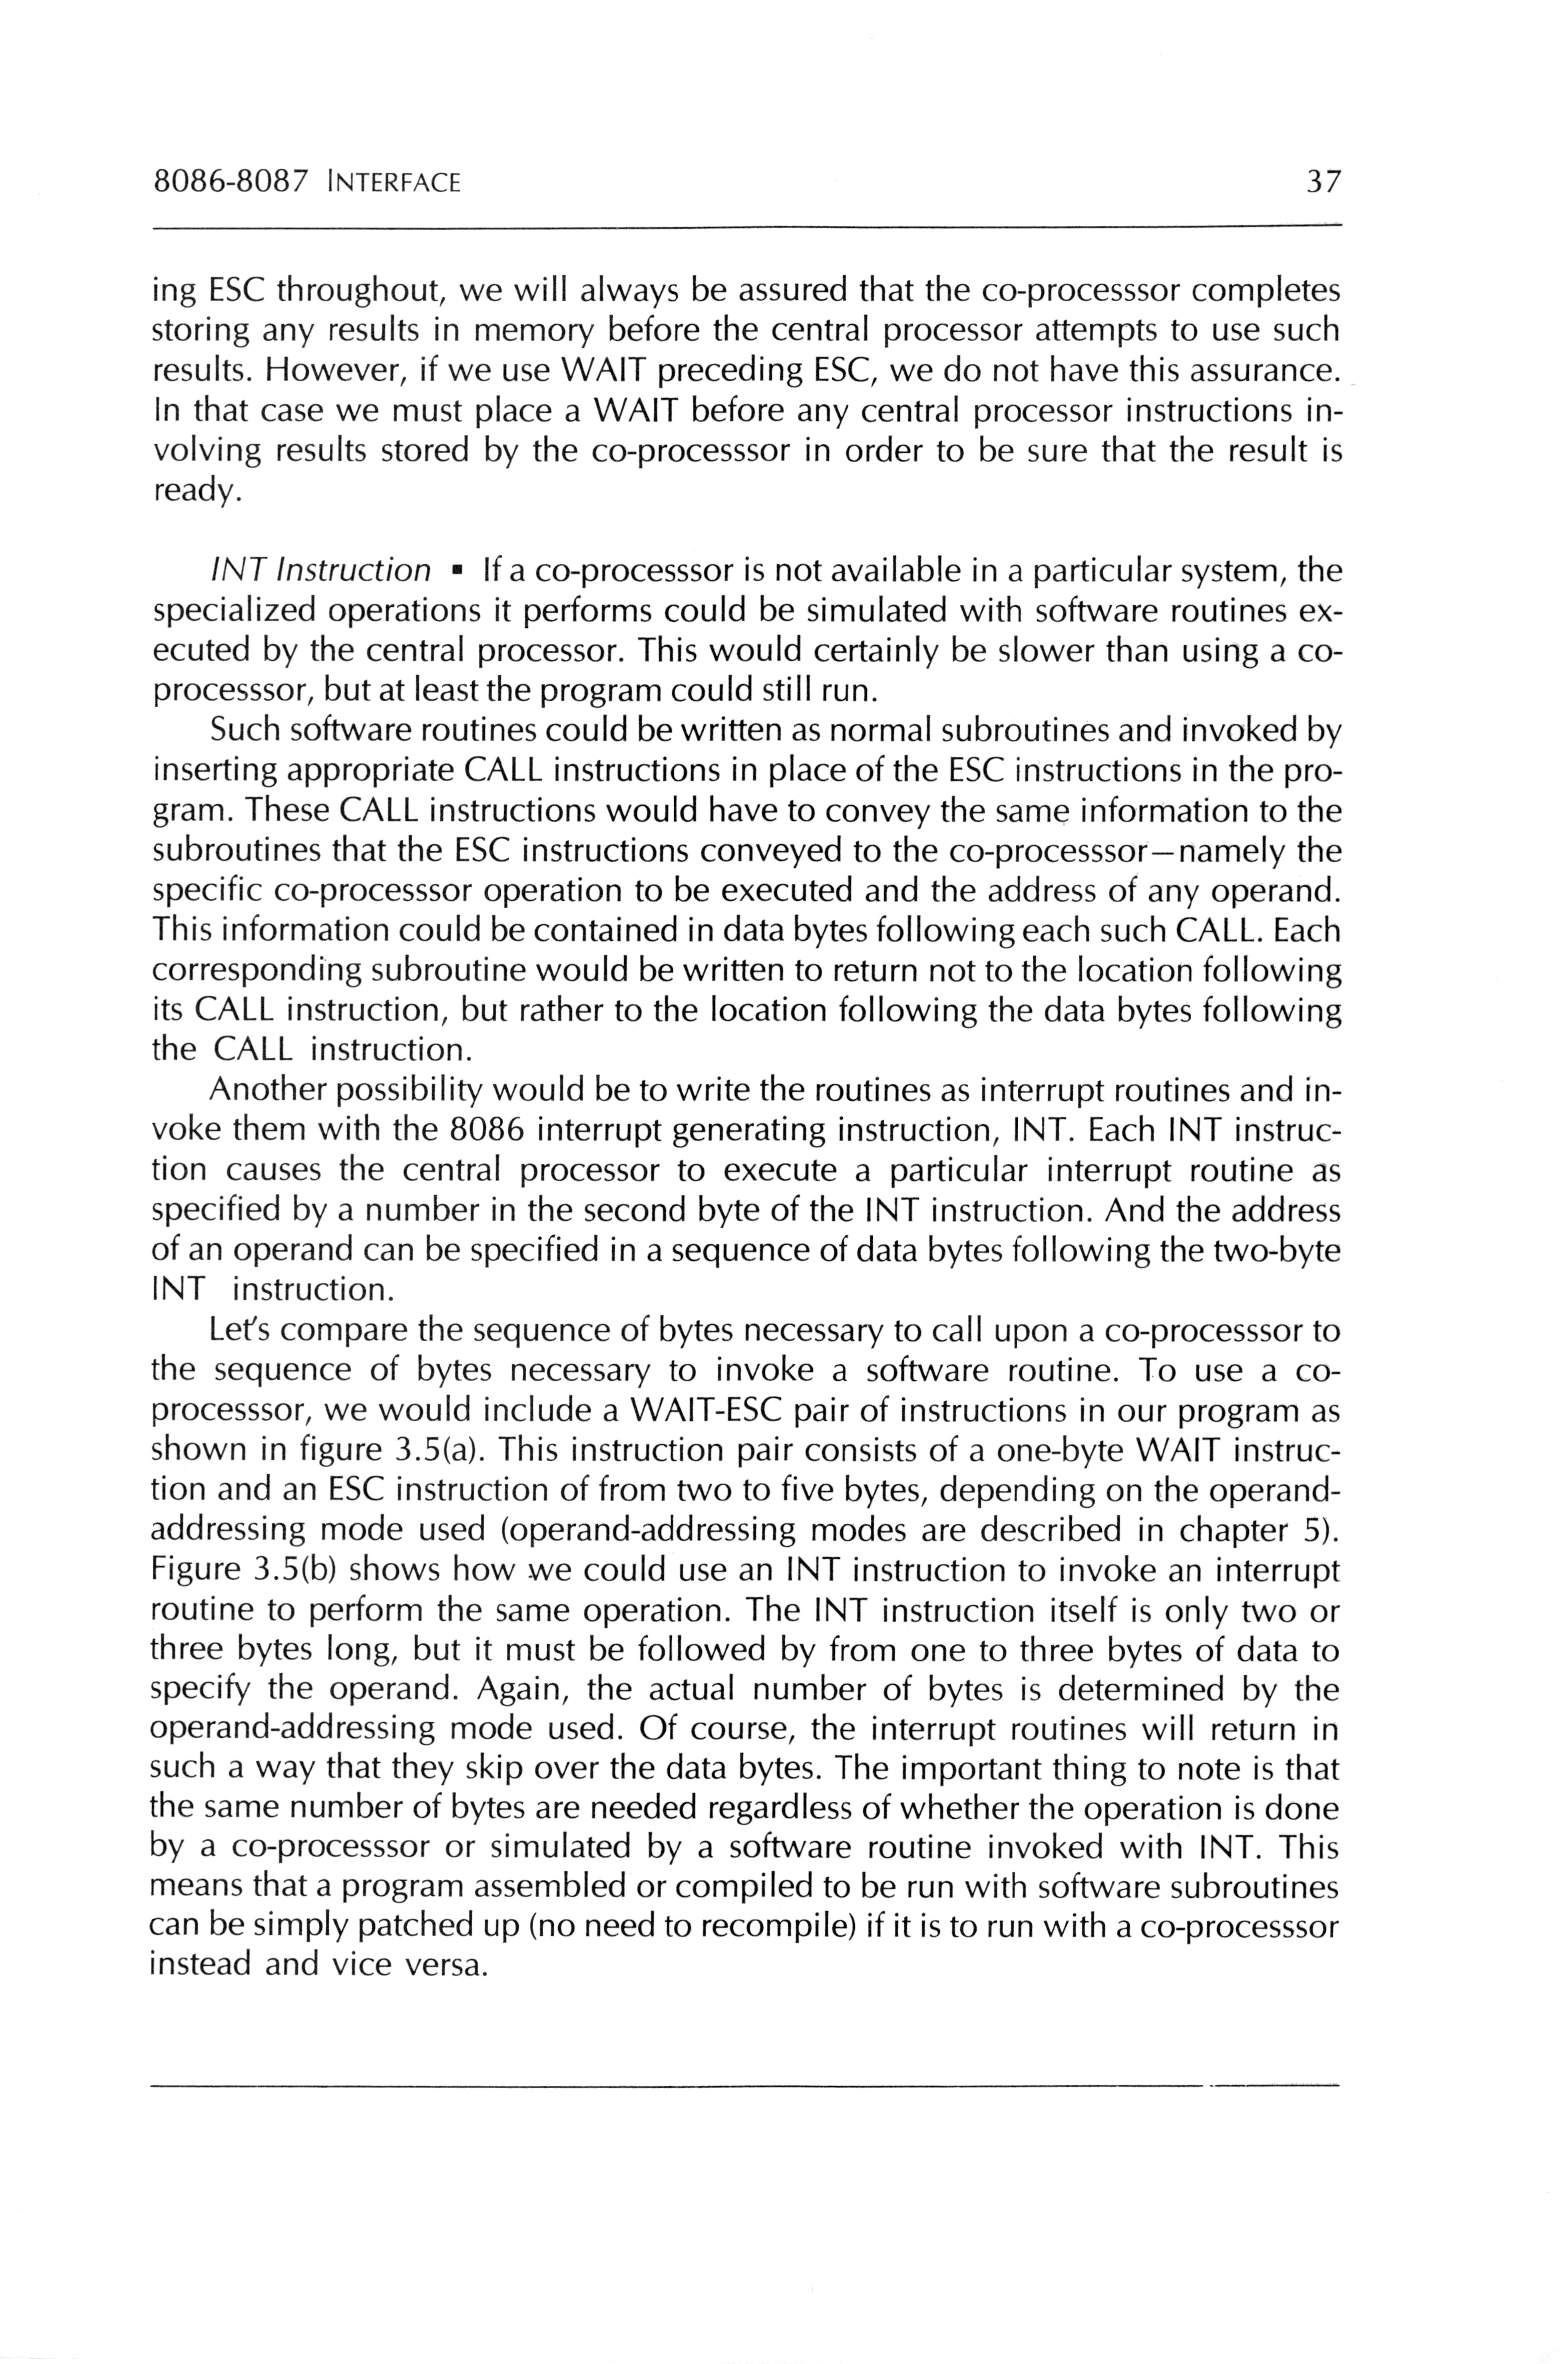 8086-8087 INTERFACE 37
ing ESC throughout, we will always be assured that the co-processsor completes
storing any results in memory before the central processor attempts to use such
results. However, if we use WAIT preceding ESC, we do not have this assurance.
In that case we must place a WAIT before any central processor instructions in-
volving results stored by the co-processsor in order to be sure that the result is
ready.
INT Instruction ▪ If a co-processsor is not available in a particular system, the
specialized operations it performs could be simulated with software routines ex-
ecuted by the central processor. This would certainly be slower than using a co-
processsor, but at least the program could still run.
Such software routines could be written as normal subroutines and invoked by
inserting appropriate CALL instructions in place of the ESC instructions in the pro-
gram. These CALL instructions would have to convey the same information to the
subroutines that the ESC instructions conveyed to the co-processsor—namely the
specific co-processsor operation to be executed and the address of any operand.
This information could be contained in data bytes following each such CALL. Each
corresponding subroutine would be written to return not to the location following
its CALL instruction, but rather to the location following the data bytes following
the CALL instruction.
Another possibility would be to write the routines as interrupt routines and in-
voke them with the 8086 interrupt generating instruction, INT. Each INT instruc-
tion causes the central processor to execute a particular interrupt routine as
specified by a number in the second byte of the INT instruction. And the address
of an operand can be specified in a sequence of data bytes following the two-byte
INT instruction.
Let's compare the sequence of bytes necessary to call upon a co-processsor to
the sequence of bytes necessary to invoke a software routine. To use a co-
processsor, we would include a WAIT-ESC pair of instructions in our program as
shown in figure 3.5(a). This instruction pair consists of a one-byte WAIT instruc-
tion and an ESC instruction of from two to five bytes, depending on the operand-
addressing mode used (operand-addressing modes are described in chapter 5).
Figure 3.5(b) shows how we could use an INT instruction to invoke an interrupt
routine to perform the same operation. The INT instruction itself is only two or
three bytes long, but it must be followed by from one to three bytes of data to
specify the operand. Again, the actual number of bytes is determined by the
operand-addressing mode used. Of course, the interrupt routines will return in
such a way that they skip over the data bytes. The important thing to note is that
the same number of bytes are needed regardless of whether the operation is done
by a co-processsor or simulated by a software routine invoked with INT. This
means that a program assembled or compiled to be run with software subroutines
can be simply patched up (no need to recompile) if it is to run with a co-processsor
instead and vice versa.